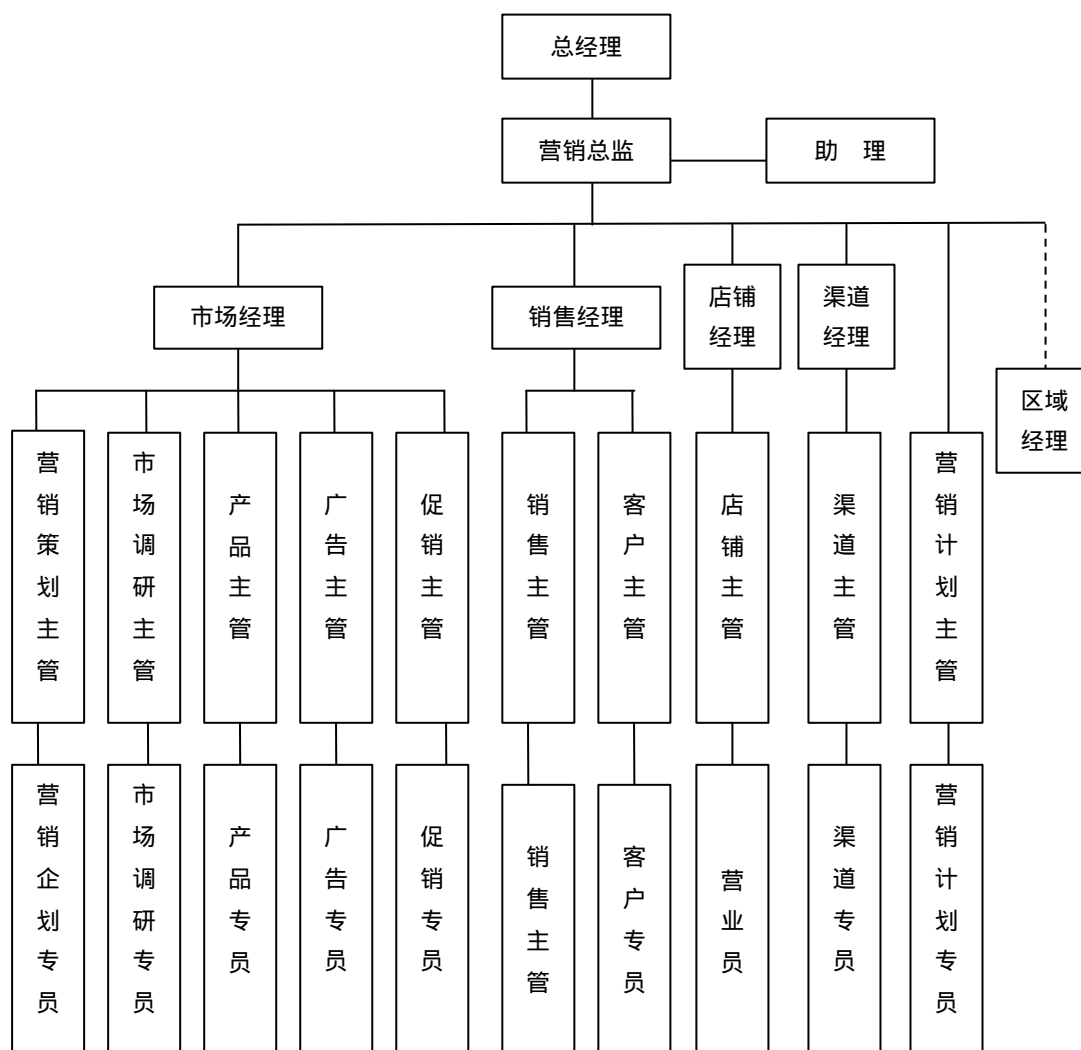 总经理
营销总监
助 理
市场经理
销售经理
店铺
经理
渠道
经理
区域
经理
营销策划主管
市场调研主管
产品主管
广告主管
促销主管
销售主管
客户主管
店铺主管
渠道主管
营销计划主管
营销企划专员
市场调研专员
产品专员
广告专员
促销专员
销售主管
客户专员
营业员
渠道专员
营销计划专员